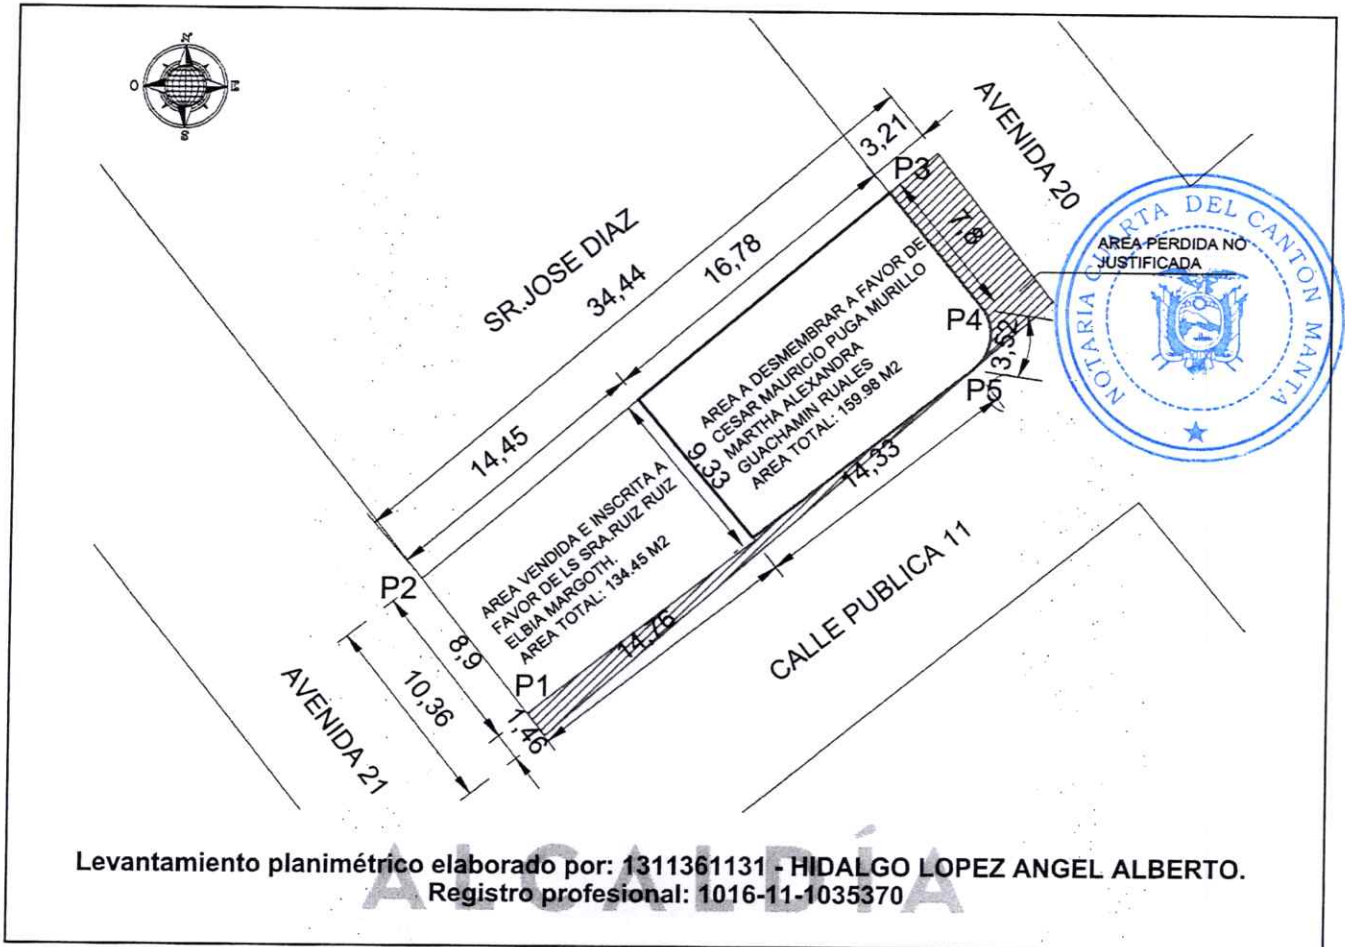 N
O
E
S
AVENIDA 20
3,21
P3
7,8
SR.JOSE DIAZ
34,44
16,78
14,45
AREA PERDIDA NO
JUSTIFICADA
NOTARIA CUARTA DEL CANTÓN MANTA
P4
3,52
P5
AREA A DESMEMBRAR A FAVOR DE
CESAR MAURICIO PUGA MURILLO
MARTHA ALEXANDRA
GUACHAMIN RUALES
AREA TOTAL: 159.98 M2
9,33
14,33
AREA VENDIDA E INSCRITA A
FAVOR DE LS SRA.RUIZ RUIZ
ELBIA MARGOTH.
AREA TOTAL: 134.45 M2
14,76
P2
8,9
10,36
P1
1,46
AVENIDA 21
CALLE PUBLICA 11
ALCALDÍA
Levantamiento planimétrico elaborado por: 1311361131 - HIDALGO LOPEZ ANGEL ALBERTO.
Registro profesional: 1016-11-1035370